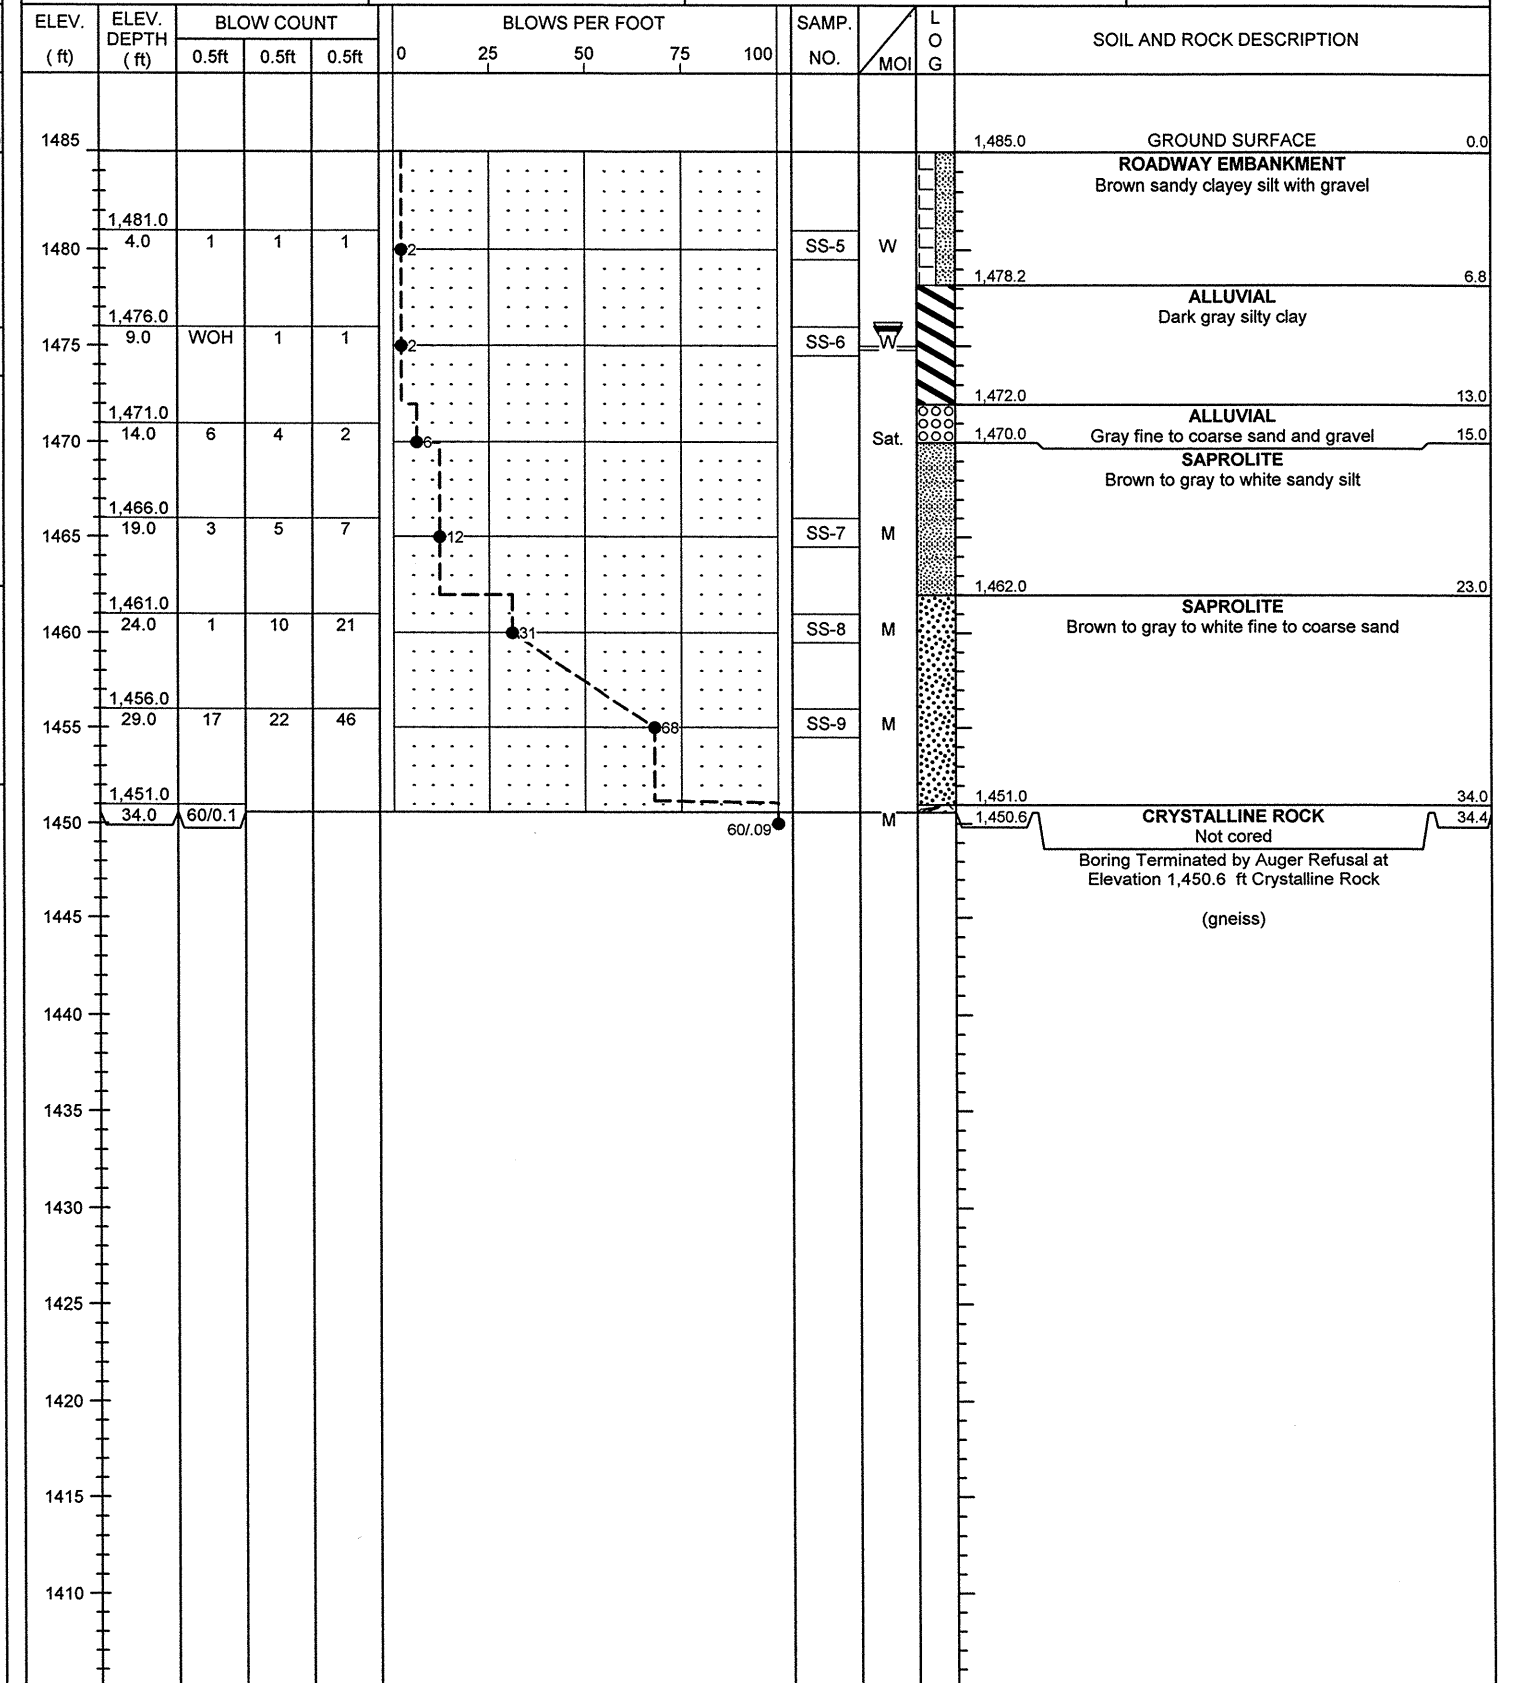 ELEV. ELEV. BLOW COUNT BLOWS PER FOOT SAMP. L
DEPTH O SOIL AND ROCK DESCRIPTION
( ft) ( ft) 0.5ft 0.5ft 0.5ft 0 25 50 75 100 NO. MOI G
1485 1,485.0 GROUND SURFACE 0.0
ROADWAY EMBANKMENT
Brown sandy clayey silt with gravel
1,481.0
1480 4.0 1 1 1 2 SS-5 W
1,478.2 6.8
ALLUVIAL
Dark gray silty clay
1,476.0
1475 9.0 WOH 1 1 2 SS-6 W
1,472.0 13.0
1,471.0 ALLUVIAL
1470 14.0 6 4 2 6 Sat. 1,470.0 Gray fine to coarse sand and gravel 15.0
SAPROLITE
Brown to gray to white sandy silt
1,466.0
1465 19.0 3 5 7 12 SS-7 M
1,462.0 23.0
1,461.0 SAPROLITE
1460 24.0 1 10 21 31 SS-8 M Brown to gray to white fine to coarse sand
1,456.0
1455 29.0 17 22 46 68 SS-9 M
1,451.0 1,451.0 34.0
1450 34.0 60/0.1 60/.09 M 1,450.6 CRYSTALLINE ROCK 34.4
Not cored
Boring Terminated by Auger Refusal at
Elevation 1,450.6 ft Crystalline Rock
1445 (gneiss)
1440
1435
1430
1425
1420
1415
1410